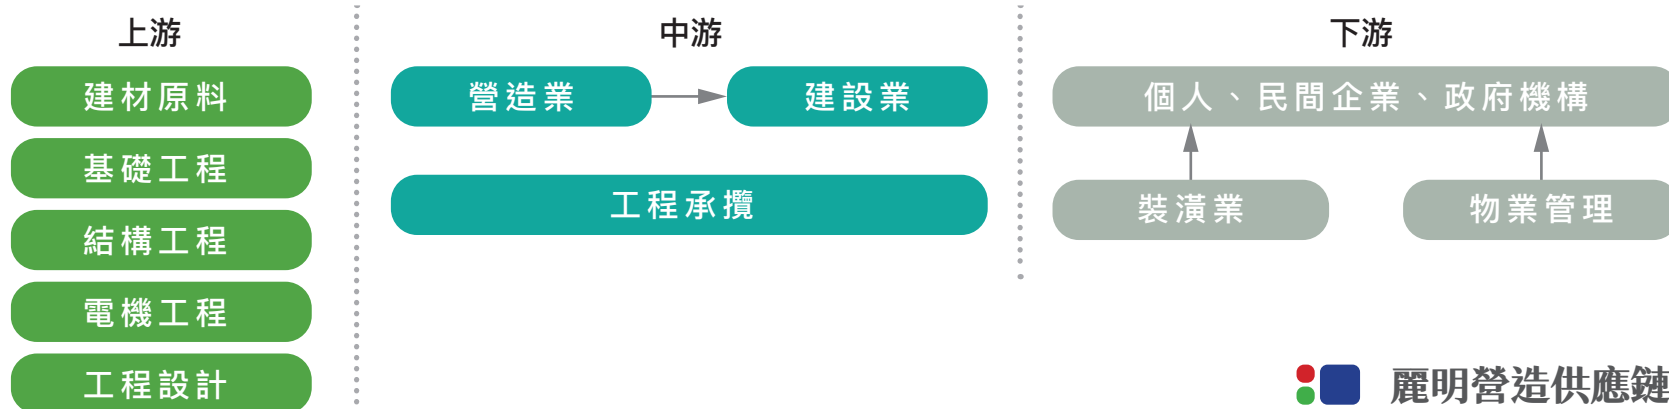 上游
建材原料
基礎工程
結構工程
電機工程
工程設計
中游
營造業
建設業
工程承攬
下游
個人、民間企業、政府機構
裝潢業
物業管理
麗明營造供應鏈